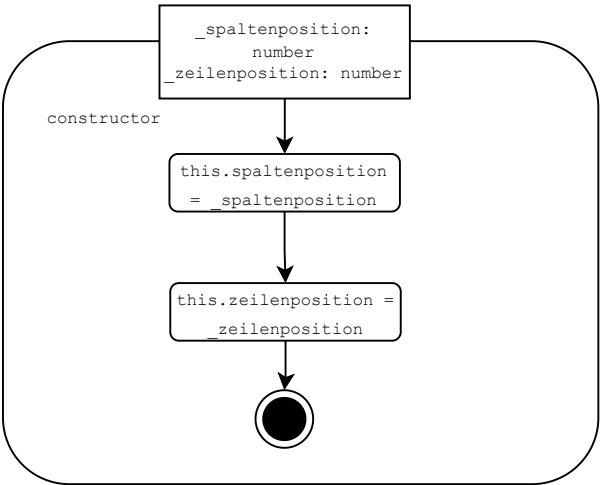 _spaltenposition:
number
_zeilenposition: number
constructor
this.spaltenposition
= _spaltenposition
this.zeilenposition =
_zeilenposition